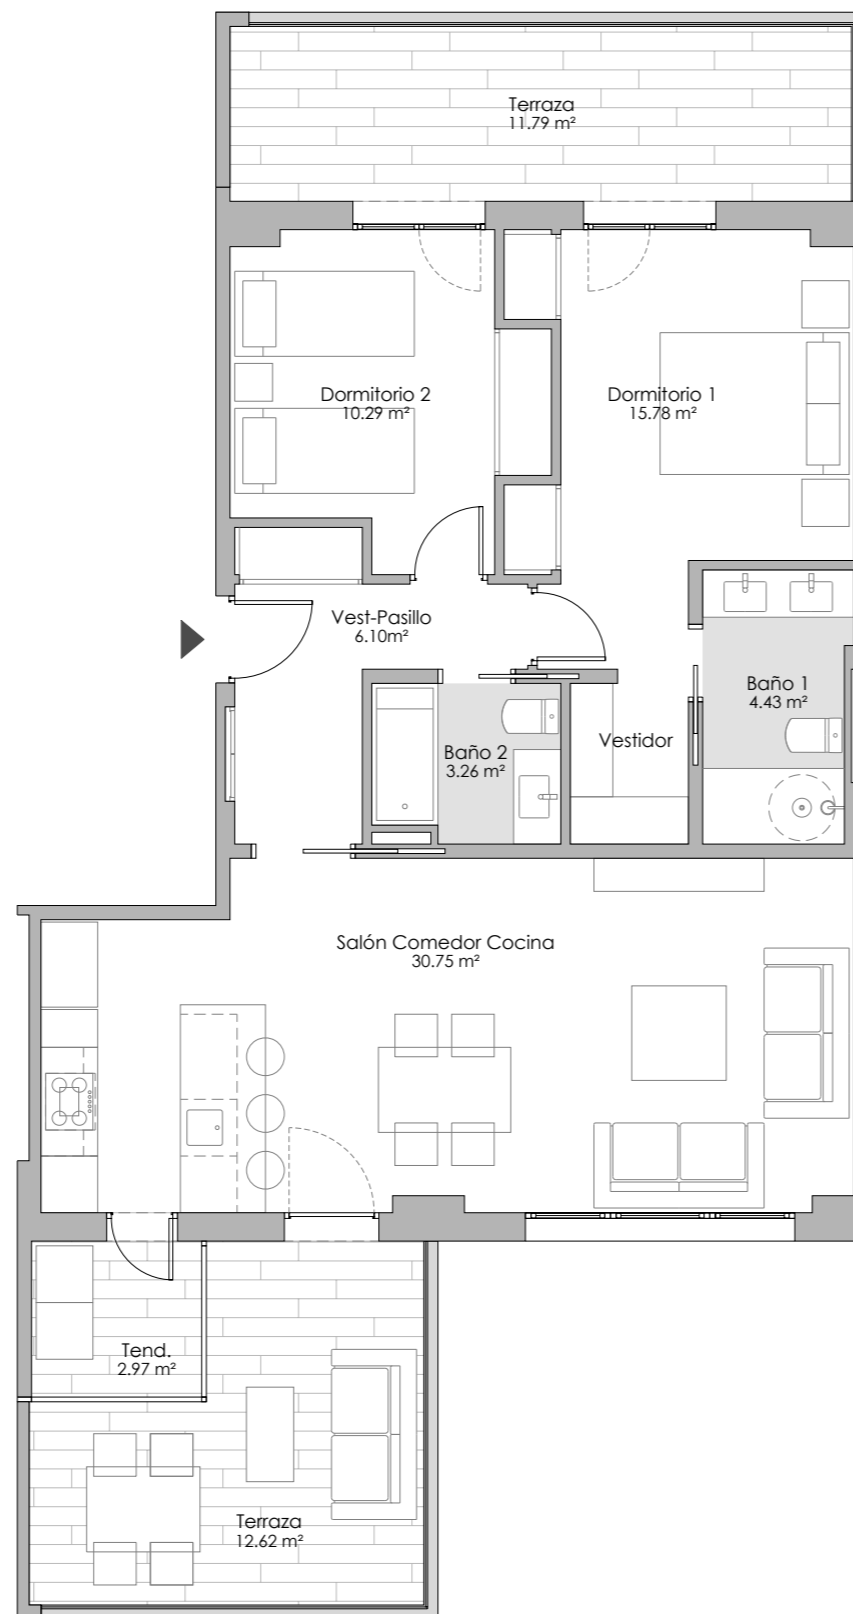 Terraza
11.79 m²
Dormitorio 2
10.29 m²
Dormitorio 1
15.78 m²
Vest-Pasillo
6.10m²
Baño 1
4.43 m²
Baño 2
3.26 m²
Vestidor
Salón Comedor Cocina
30.75 m²
Tend.
2.97 m²
Terraza
12.62 m²